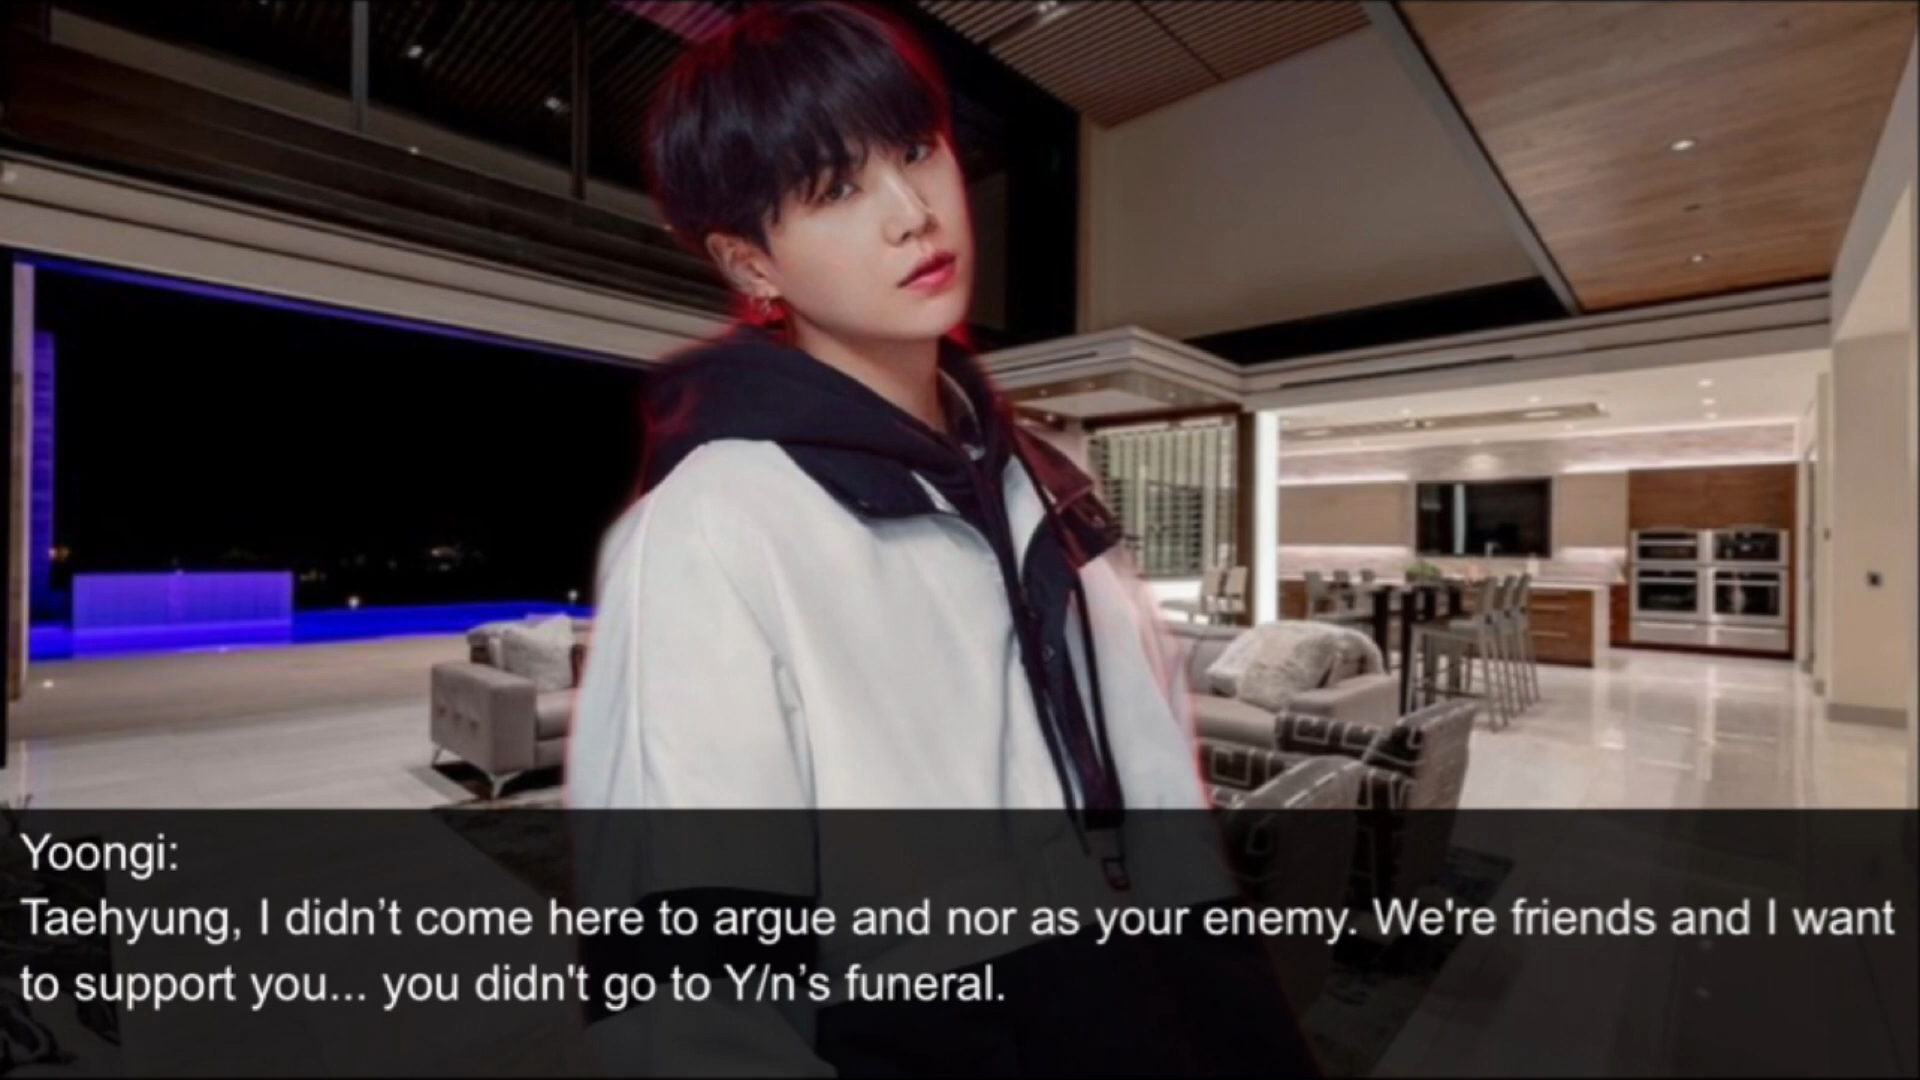 Yoongi:
Taehyung, I didn’t come here to argue and nor as your enemy. We're friends and I want
to support you... you didn't go to Y/n’s funeral.